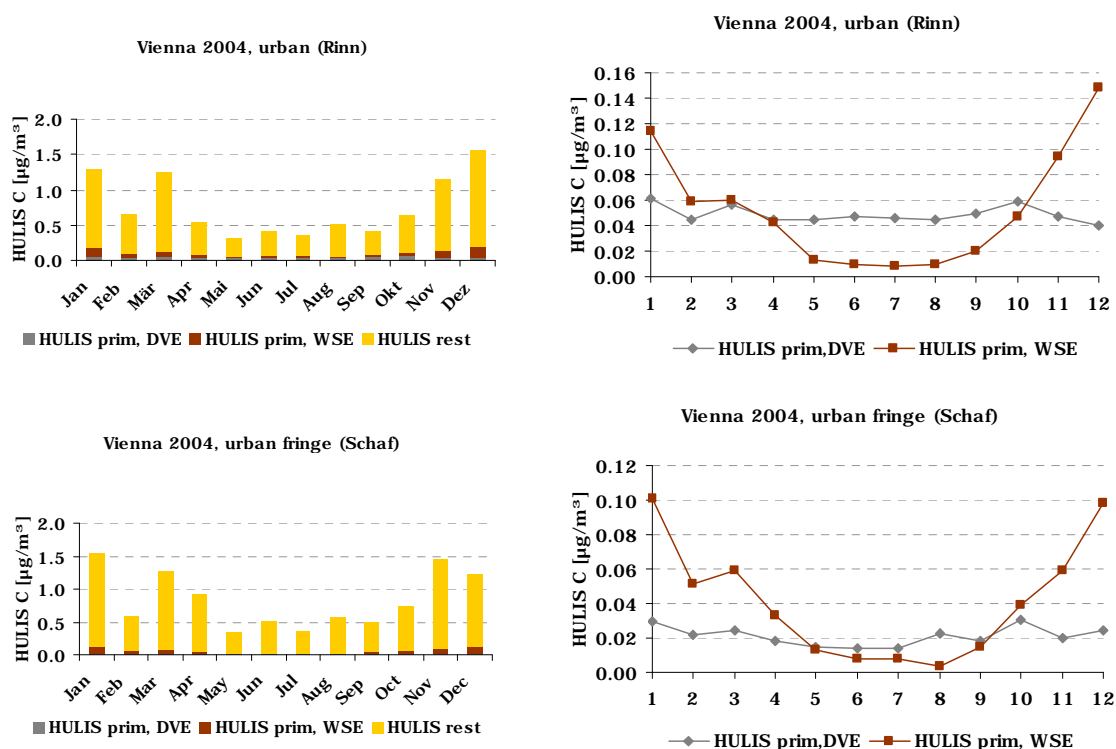 Vienna 2004, urban (Rinn)
HULIS C [µg/m³]
2.0
1.5
1.0
0.5
0.0
Jan Feb Mär Apr Mai Jun Jul Aug Sep Okt Nov Dez
HULIS prim, DVE HULIS prim, WSE HULIS rest
Vienna 2004, urban (Rinn)
HULIS C [µg/m³]
0.16
0.14
0.12
0.10
0.08
0.06
0.04
0.02
0.00
1 2 3 4 5 6 7 8 9 10 11 12
HULIS prim,DVE HULIS prim, WSE
Vienna 2004, urban fringe (Schaf)
HULIS C [µg/m³]
2.0
1.5
1.0
0.5
0.0
Jan Feb Mar Apr May Jun Jul Aug Sep Oct Nov Dec
HULIS prim, DVE HULIS prim, WSE HULIS rest
Vienna 2004, urban fringe (Schaf)
HULIS C [µg/m³]
0.12
0.10
0.08
0.06
0.04
0.02
0.00
1 2 3 4 5 6 7 8 9 10 11 12
HULIS prim,DVE HULIS prim, WSE